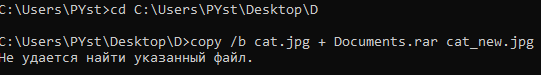 C:\Users\PYst>cd C:\Users\PYst\Desktop\D
C:\Users\PYst\Desktop\D>copy /b cat.jpg + Documents.rar cat_new.jpg
Не удается найти указанный файл.